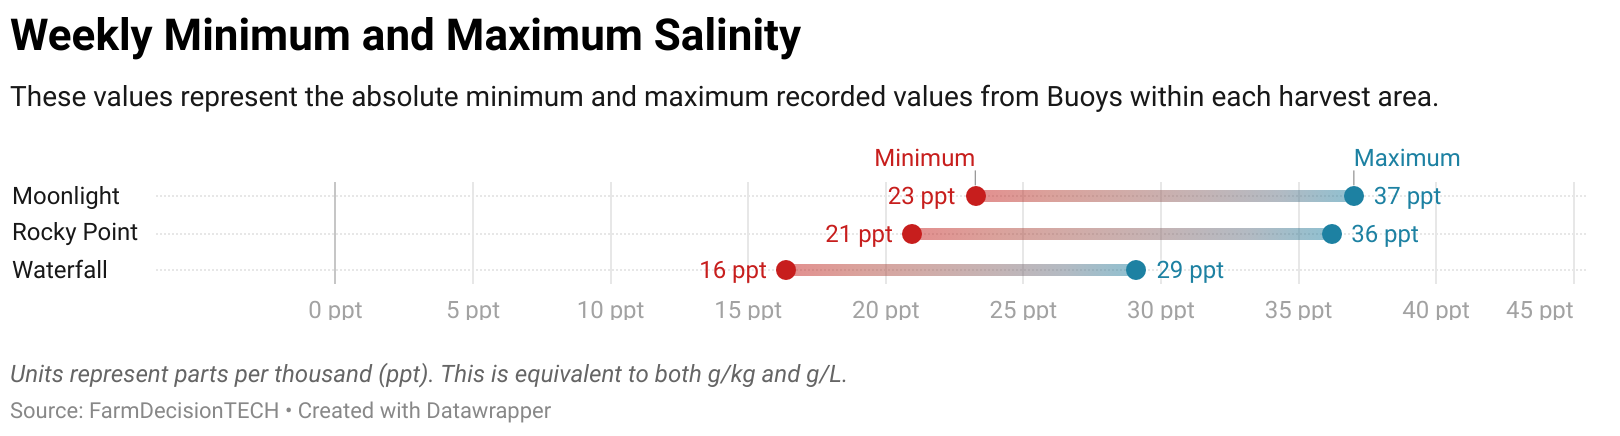 Weekly Minimum and Maximum Salinity
These values represent the absolute minimum and maximum recorded values from Buoys within each harvest area.
Minimum Maximum
Moonlight 23 ppt 37 ppt
Rocky Point 21 ppt 36 ppt
Waterfall 16 ppt 29 ppt
0 ppt 5 ppt 10 ppt 15 ppt 20 ppt 25 ppt 30 ppt 35 ppt 40 ppt 45 ppt
Units represent parts per thousand (ppt). This is equivalent to both g/kg and g/L.
Source: FarmDecisionTECH • Created with Datawrapper